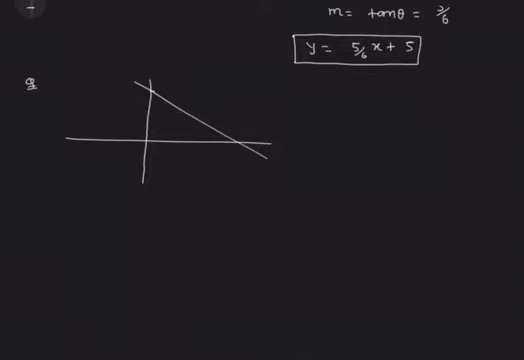 m = tanθ = 5/6
y = 5/6 x + 5
Q